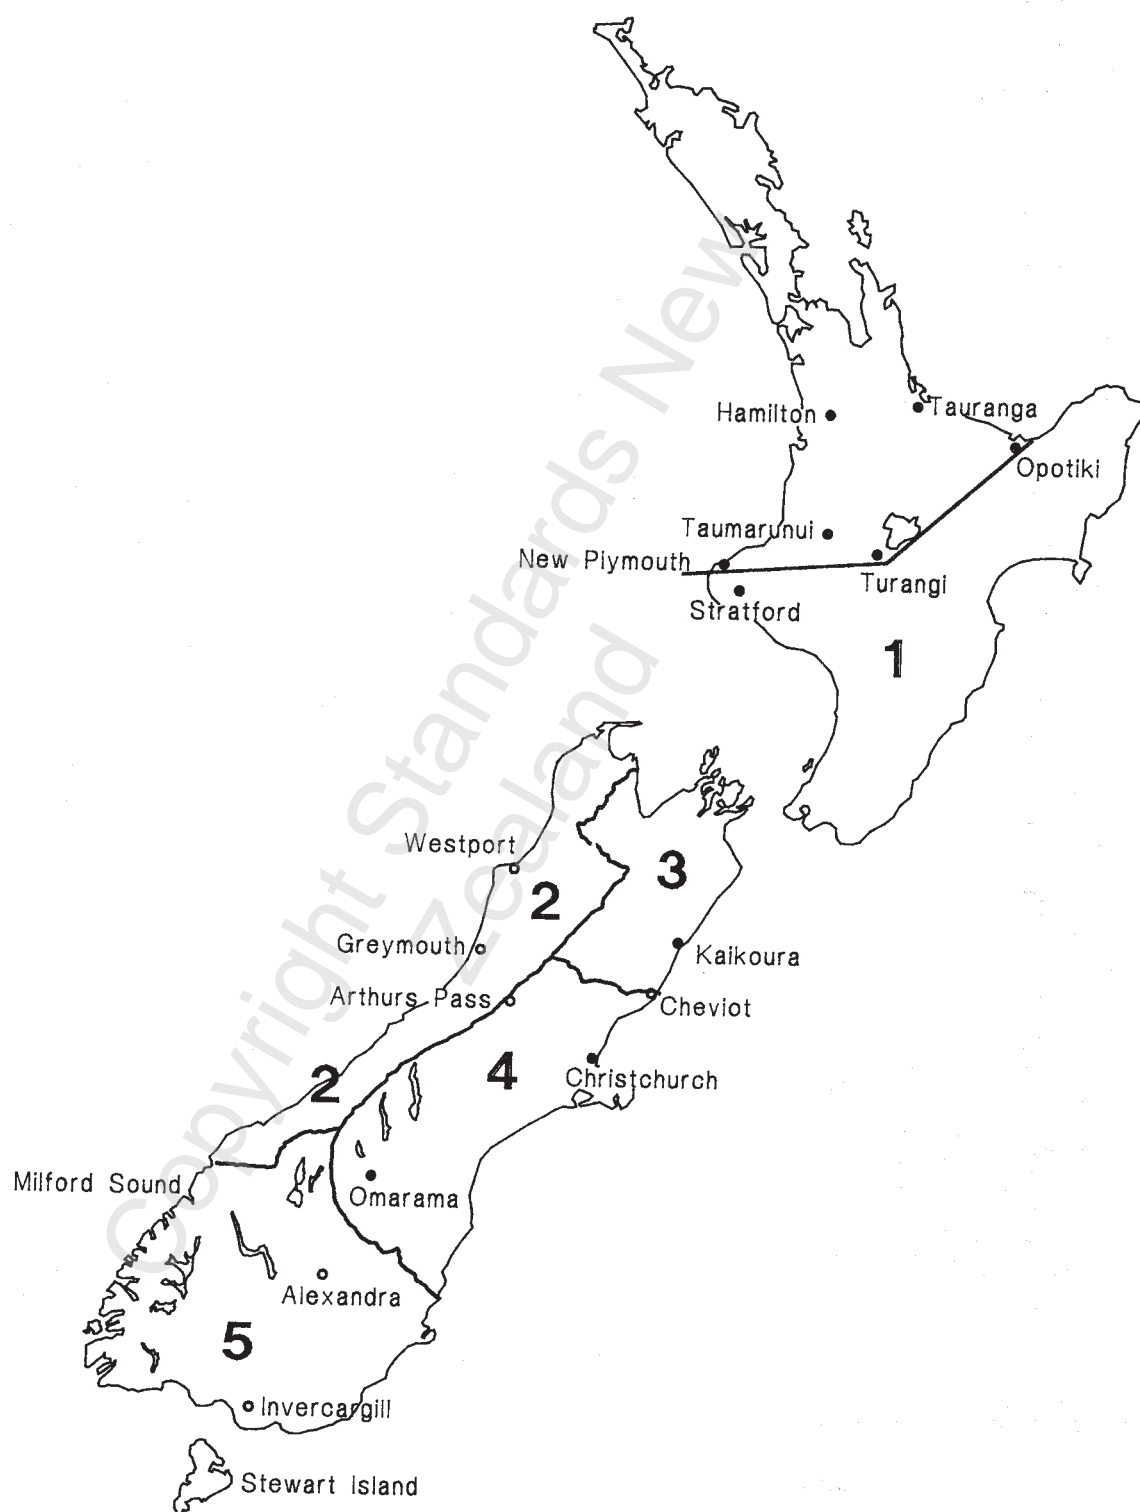 Hamilton
Tauranga
Opotiki
Taumarunui
New Plymouth
Turangi
Stratford
1
Westport
3
2
Greymouth
Kaikoura
Arthurs Pass
Cheviot
4
Christchurch
2
Milford Sound
Omarama
Alexandra
5
Invercargill
Stewart Island
Copyright Standards New
Zealand